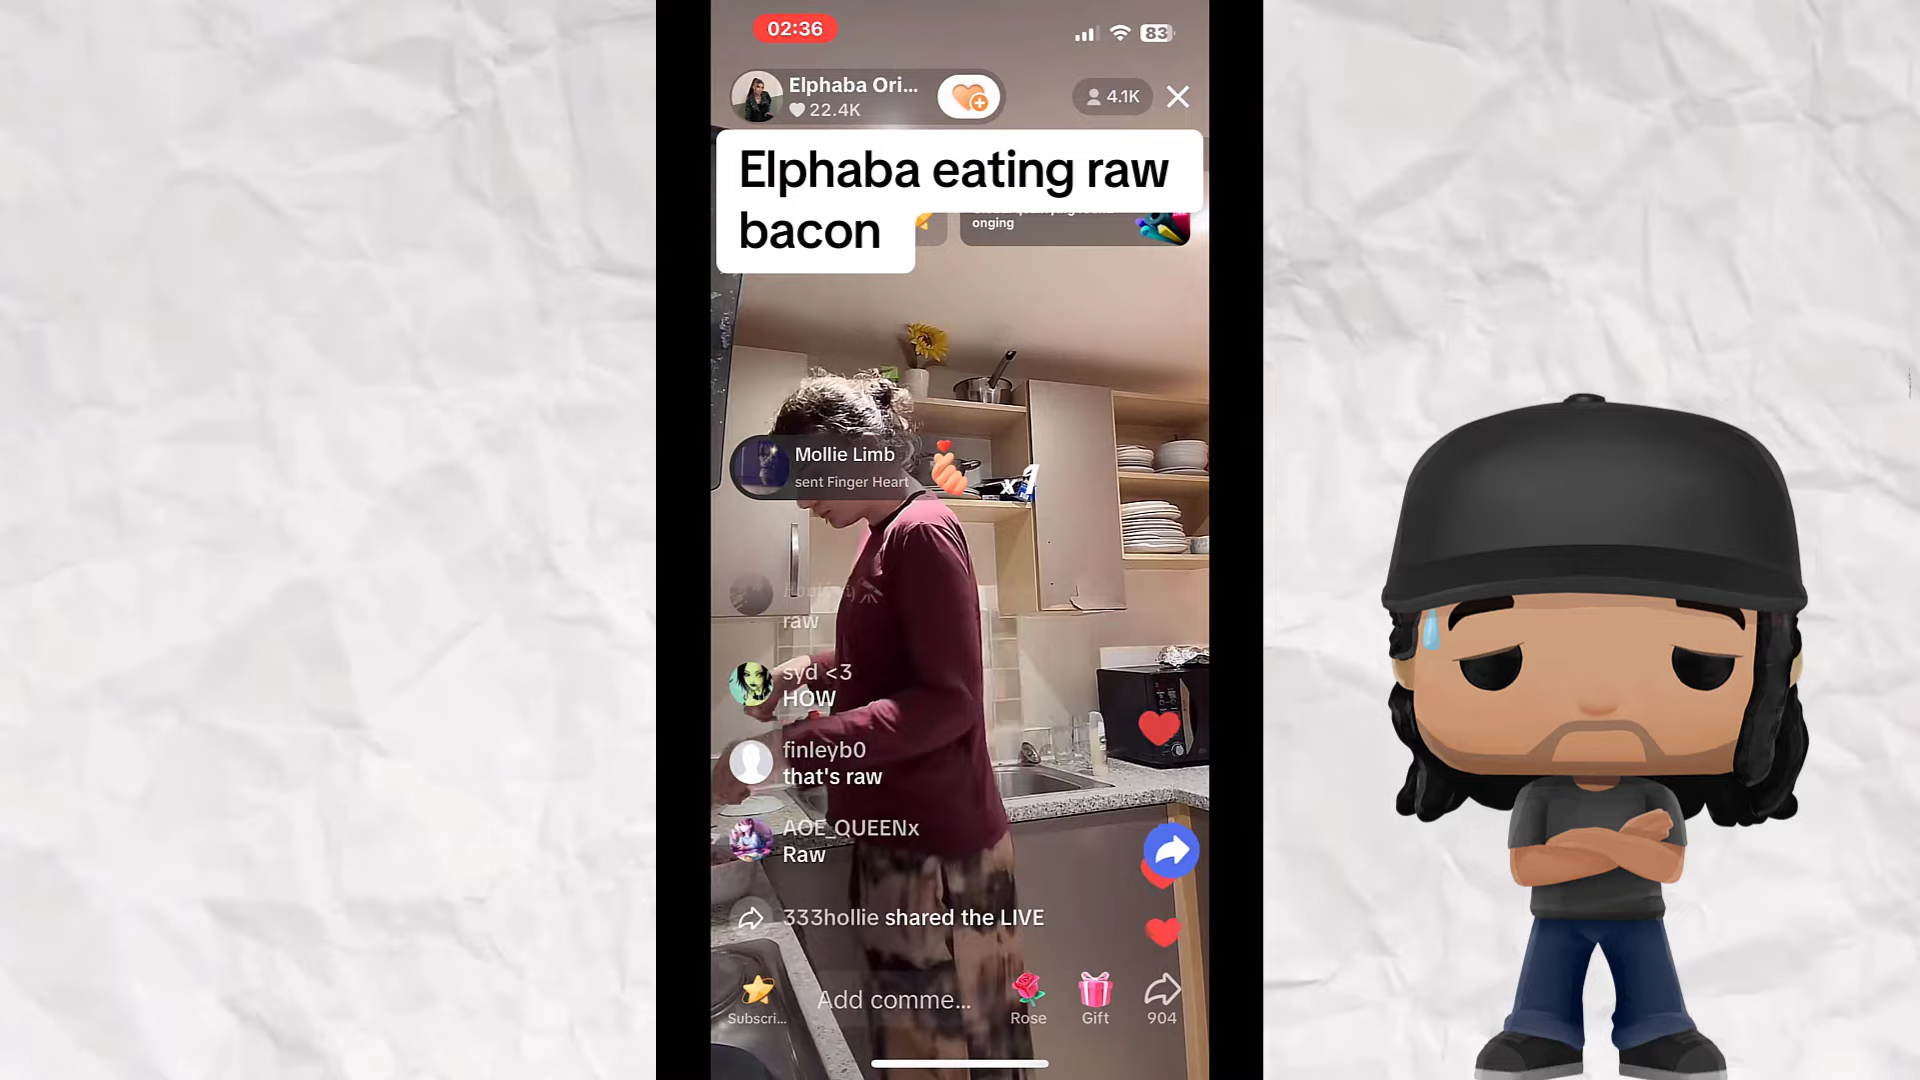 02:36
83
Elphaba Ori...
22.4K
4.1K
Elphaba eating raw
bacon
onging
Mollie Limb
sent Finger Heart
x1
raw
syd <3
HOW
finleyb0
that's raw
AOE_QUEENx
Raw
333hollie shared the LIVE
Subscri...
Add comme...
Rose
Gift
904